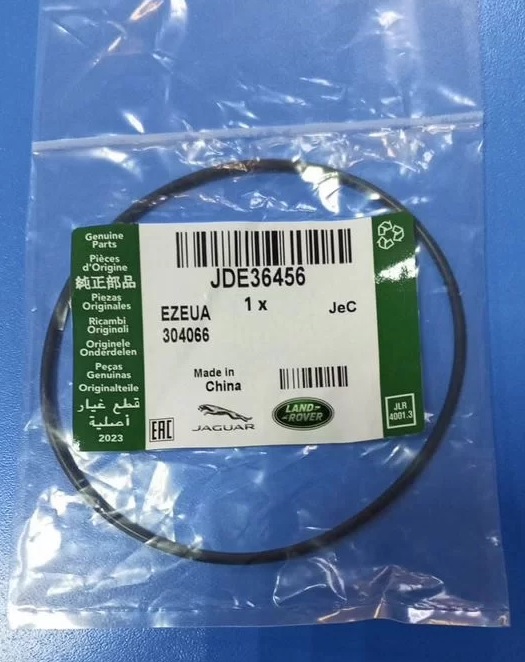 Genuine
Parts
Pièces
d'Origine
純正部品
Piezas
Originales
Ricambi
Originali
Originele
Onderdelen
Peças
Genuinas
Originalteile
قطع غيار
أصلية
2023
JDE36456
1 x
JeC
EZEUA
304066
Made in
China
EAC
JAGUAR
LAND-
-ROVER
JLR
4001.3